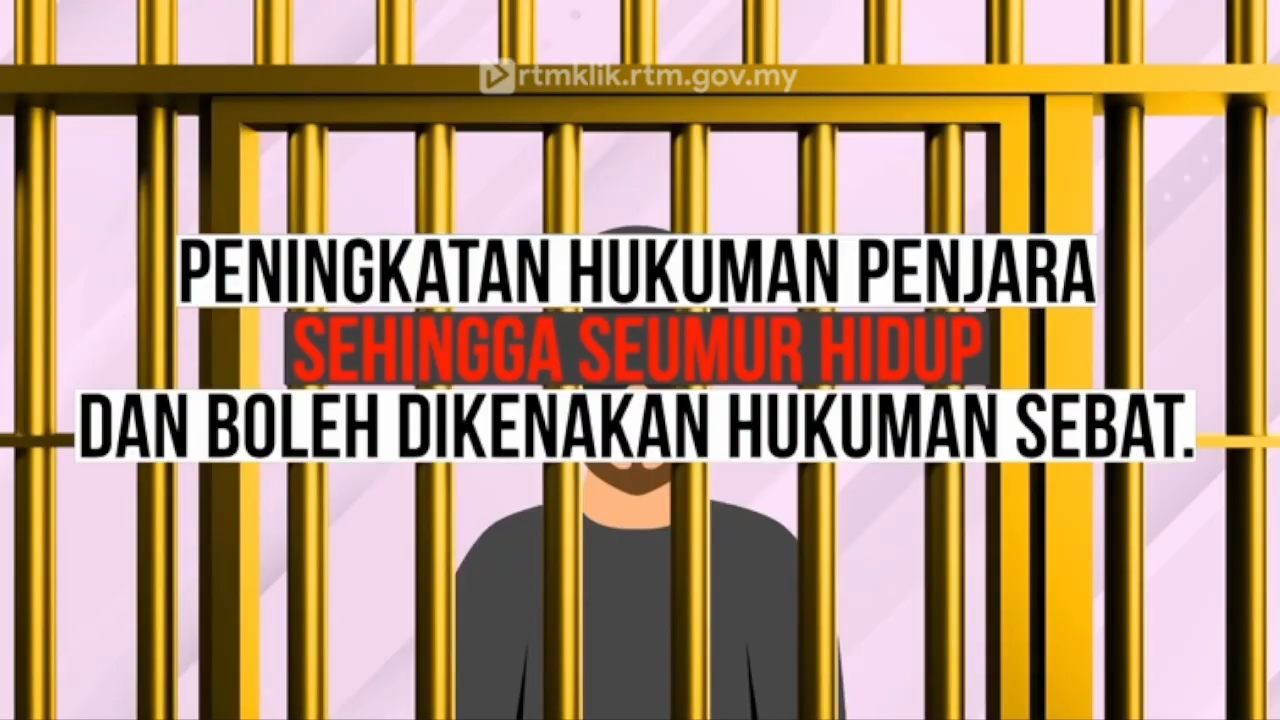 rtmklik.rtm.gov.my
PENINGKATAN HUKUMAN PENJARA
SEHINGGA SEUMUR HIDUP
DAN BOLEH DIKENAKAN HUKUMAN SEBAT.